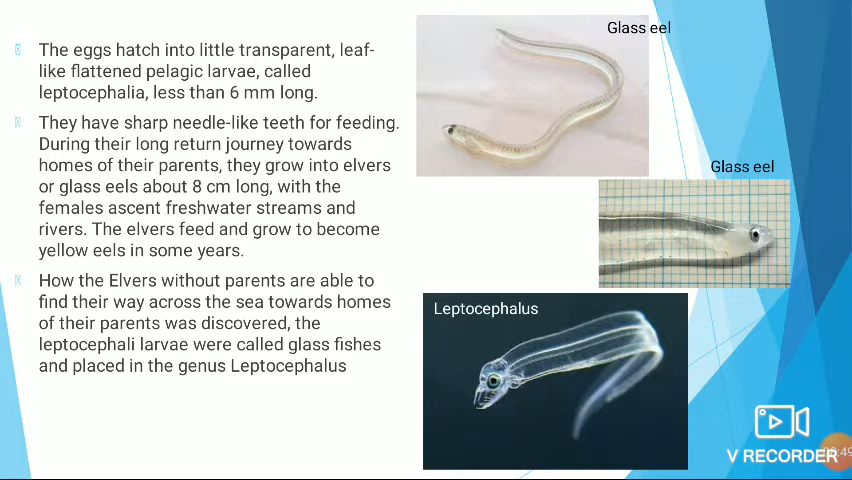 Glass eel
The eggs hatch into little transparent, leaf-
like flattened pelagic larvae, called
leptocephalia, less than 6 mm long.
They have sharp needle-like teeth for feeding.
During their long return journey towards
homes of their parents, they grow into elvers
or glass eels about 8 cm long, with the
females ascent freshwater streams and
rivers. The elvers feed and grow to become
yellow eels in some years.
How the Elvers without parents are able to
find their way across the sea towards homes
of their parents was discovered, the
leptocephali larvae were called glass fishes
and placed in the genus Leptocephalus
Glass eel
Leptocephalus
V RECORDER